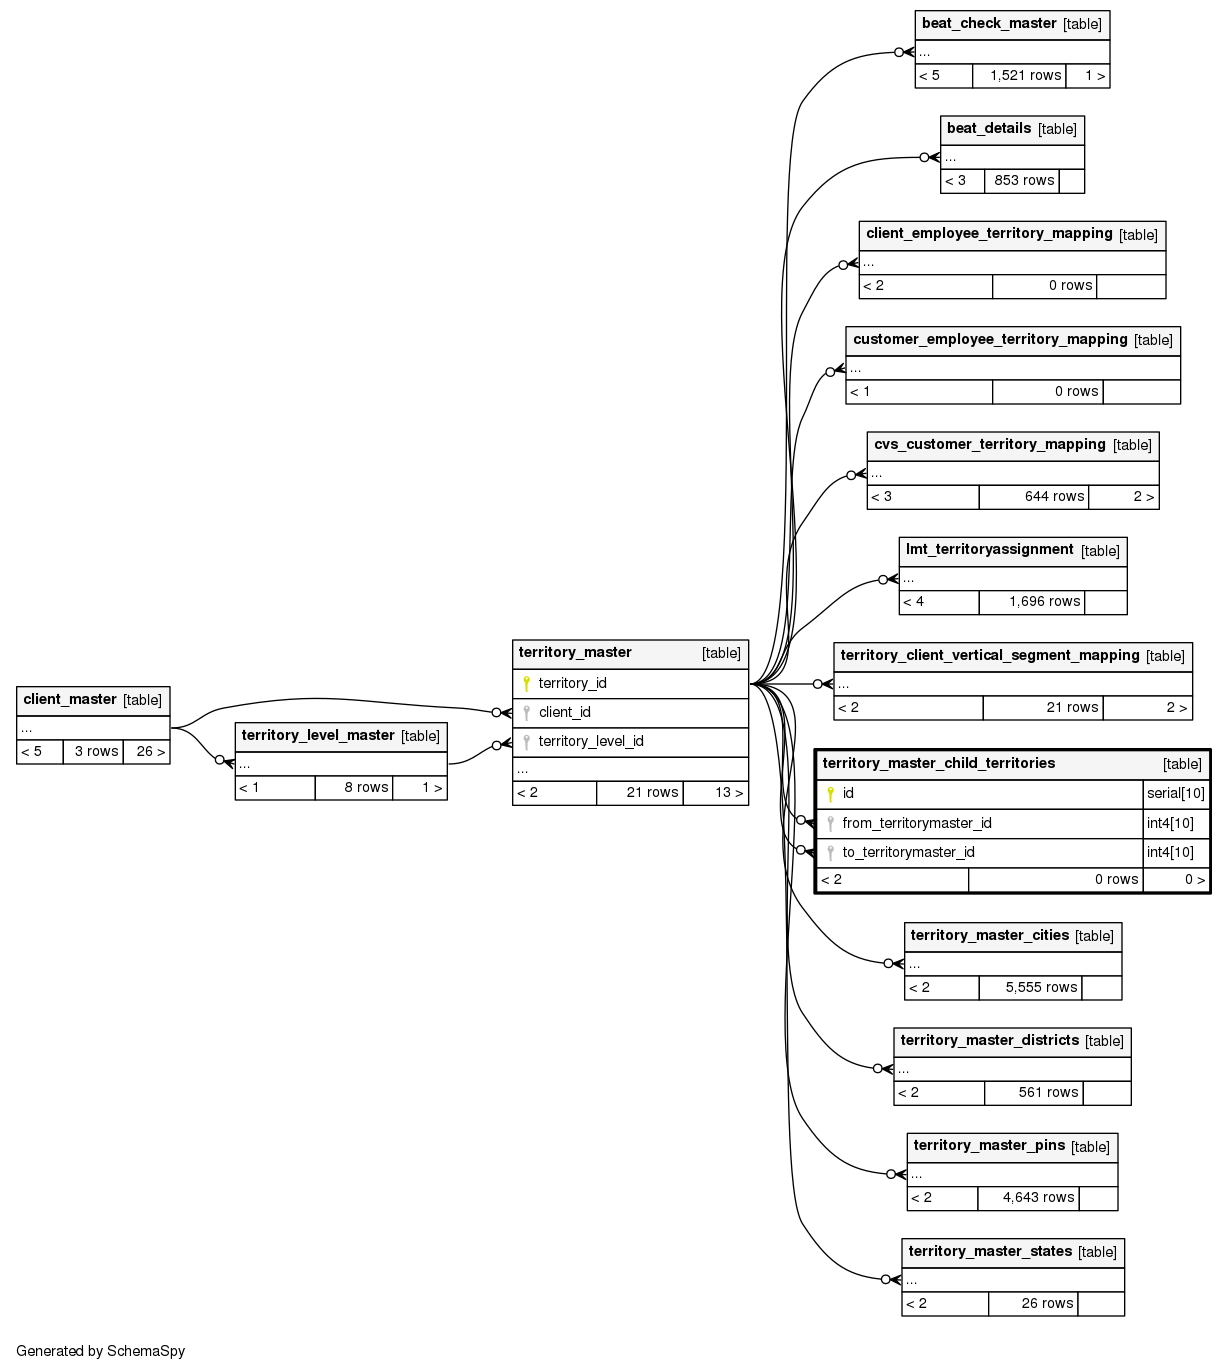 beat_check_master [table]
...
< 5 1,521 rows 1 >
beat_details [table]
...
< 3 853 rows
client_employee_territory_mapping [table]
...
< 2 0 rows
customer_employee_territory_mapping [table]
...
< 1 0 rows
cvs_customer_territory_mapping [table]
...
< 3 644 rows 2 >
lmt_territoryassignment [table]
...
< 4 1,696 rows
client_master [table]
...
< 5 3 rows 26 >
territory_level_master [table]
...
< 1 8 rows 1 >
territory_master [table]
territory_id
client_id
territory_level_id
...
< 2 21 rows 13 >
territory_client_vertical_segment_mapping [table]
...
< 2 21 rows 2 >
territory_master_child_territories [table]
id serial[10]
from_territorymaster_id int4[10]
to_territorymaster_id int4[10]
< 2 0 rows 0 >
territory_master_cities [table]
...
< 2 5,555 rows
territory_master_districts [table]
...
< 2 561 rows
territory_master_pins [table]
...
< 2 4,643 rows
territory_master_states [table]
...
< 2 26 rows
Generated by SchemaSpy